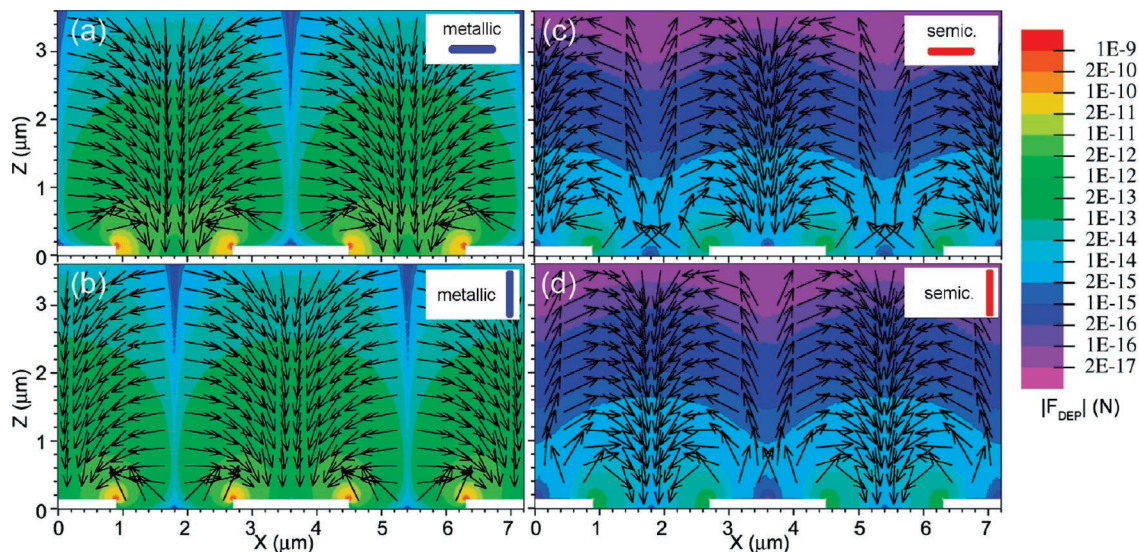 (a)
metallic
(c)
semic.
3
2
1
0
Z (µm)
(b)
metallic
(d)
semic.
3
2
1
0
Z (µm)
0 1 2 3 4 5 6 7
X (µm)
0 1 2 3 4 5 6 7
X (µm)
1E-9
2E-10
1E-10
2E-11
1E-11
2E-12
1E-12
2E-13
1E-13
2E-14
1E-14
2E-15
1E-15
2E-16
1E-16
2E-17
|F_DEP| (N)